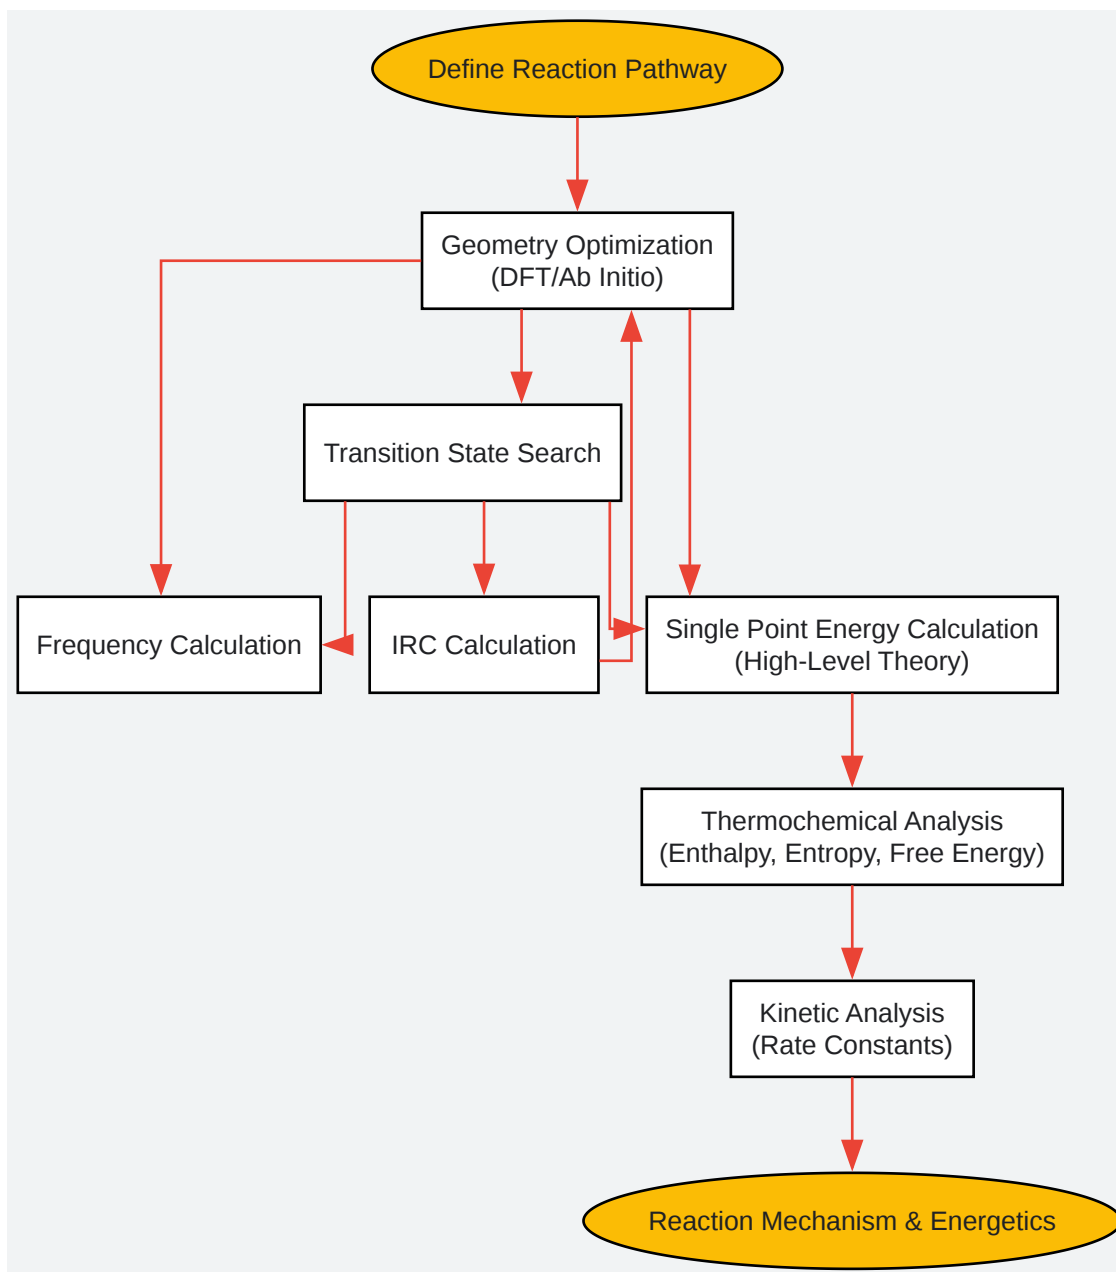 Define Reaction Pathway
Geometry Optimization
(DFT/Ab Initio)
Transition State Search
Frequency Calculation
IRC Calculation
Single Point Energy Calculation
(High-Level Theory)
Thermochemical Analysis
(Enthalpy, Entropy, Free Energy)
Kinetic Analysis
(Rate Constants)
Reaction Mechanism & Energetics